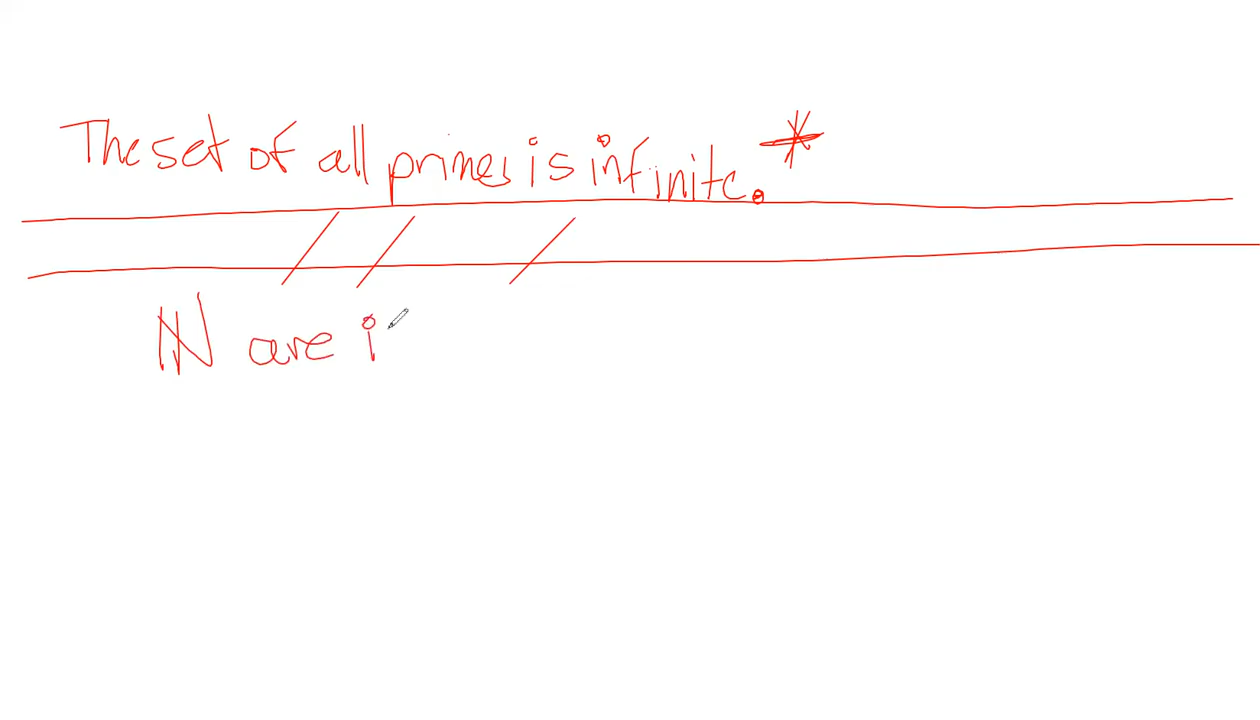 The set of all primes is infinite.*
ℕ are i